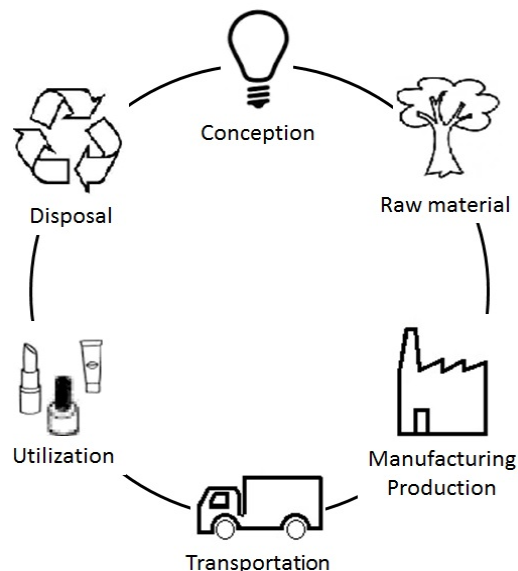 Conception
Raw material
Manufacturing
Production
Transportation
Utilization
Disposal